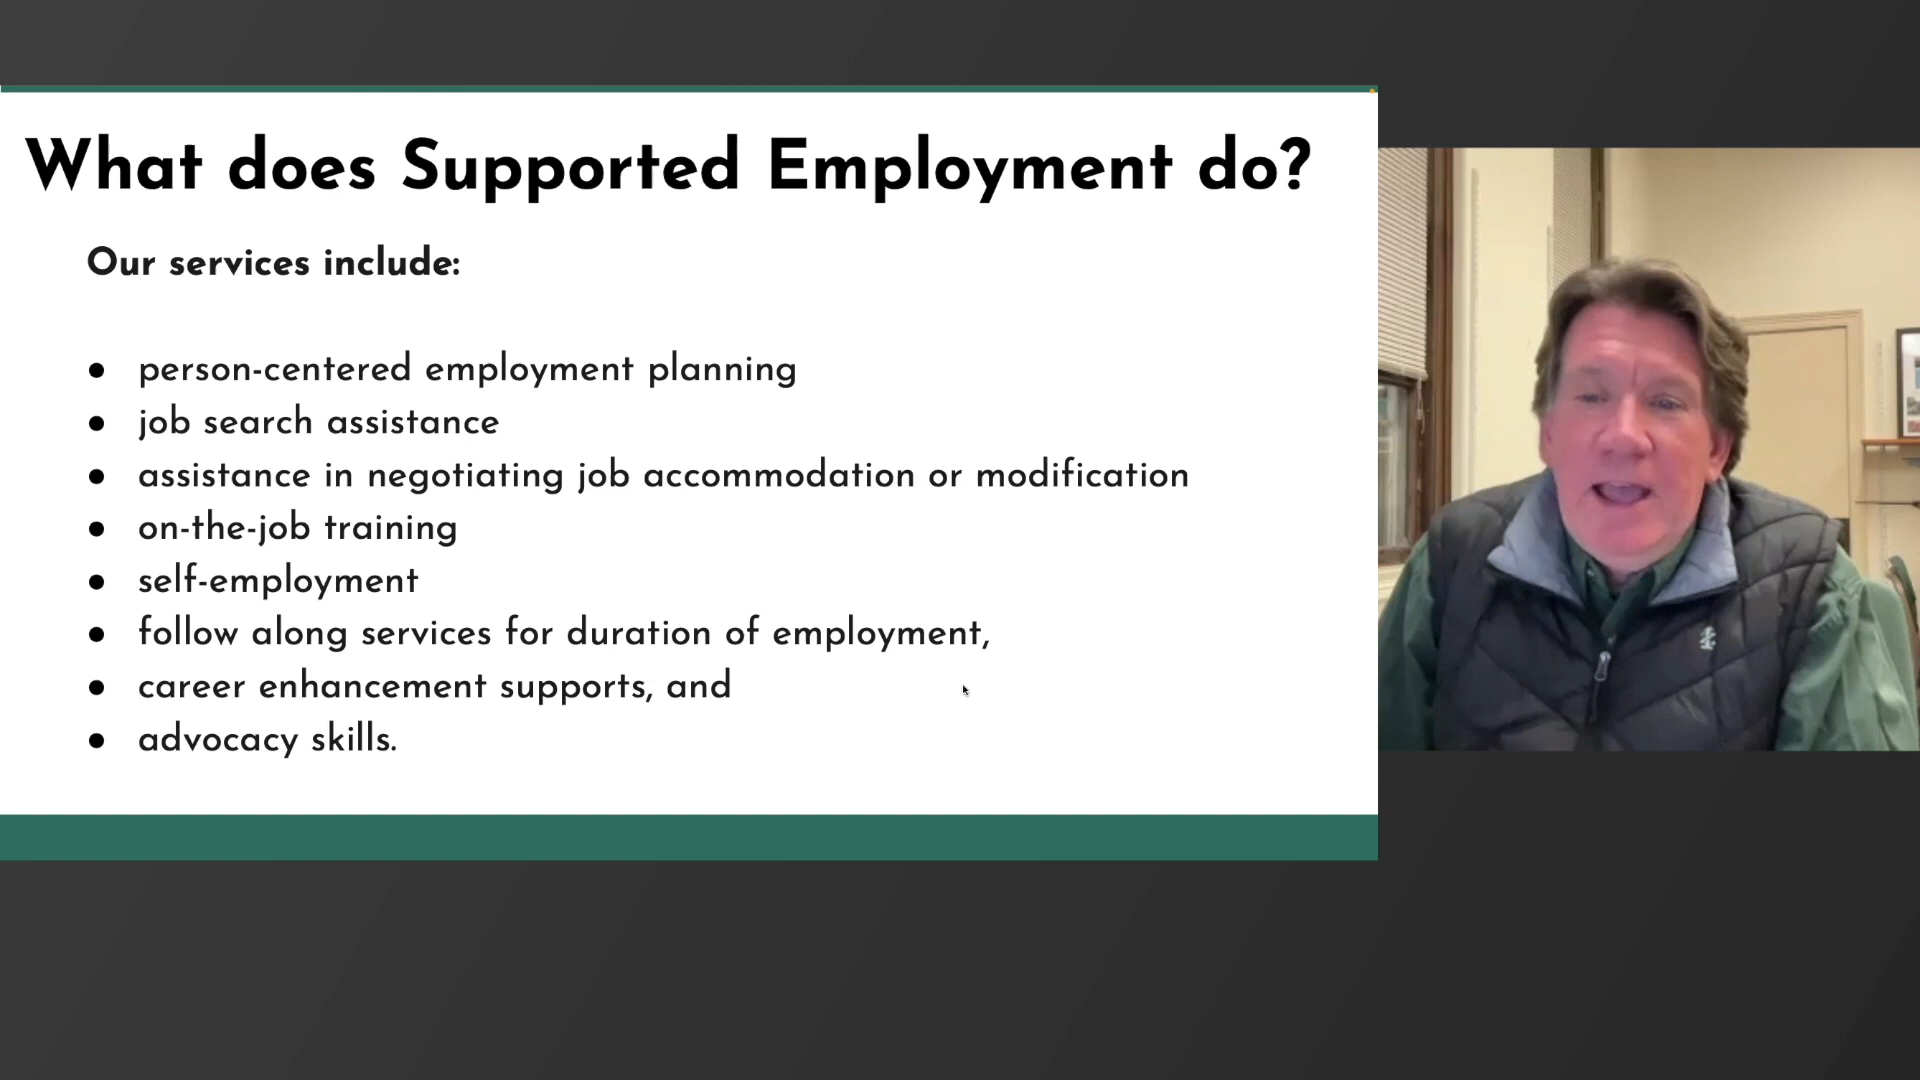 What does Supported Employment do?
Our services include:
● person-centered employment planning
● job search assistance
● assistance in negotiating job accommodation or modification
● on-the-job training
● self-employment
● follow along services for duration of employment,
● career enhancement supports, and
● advocacy skills.